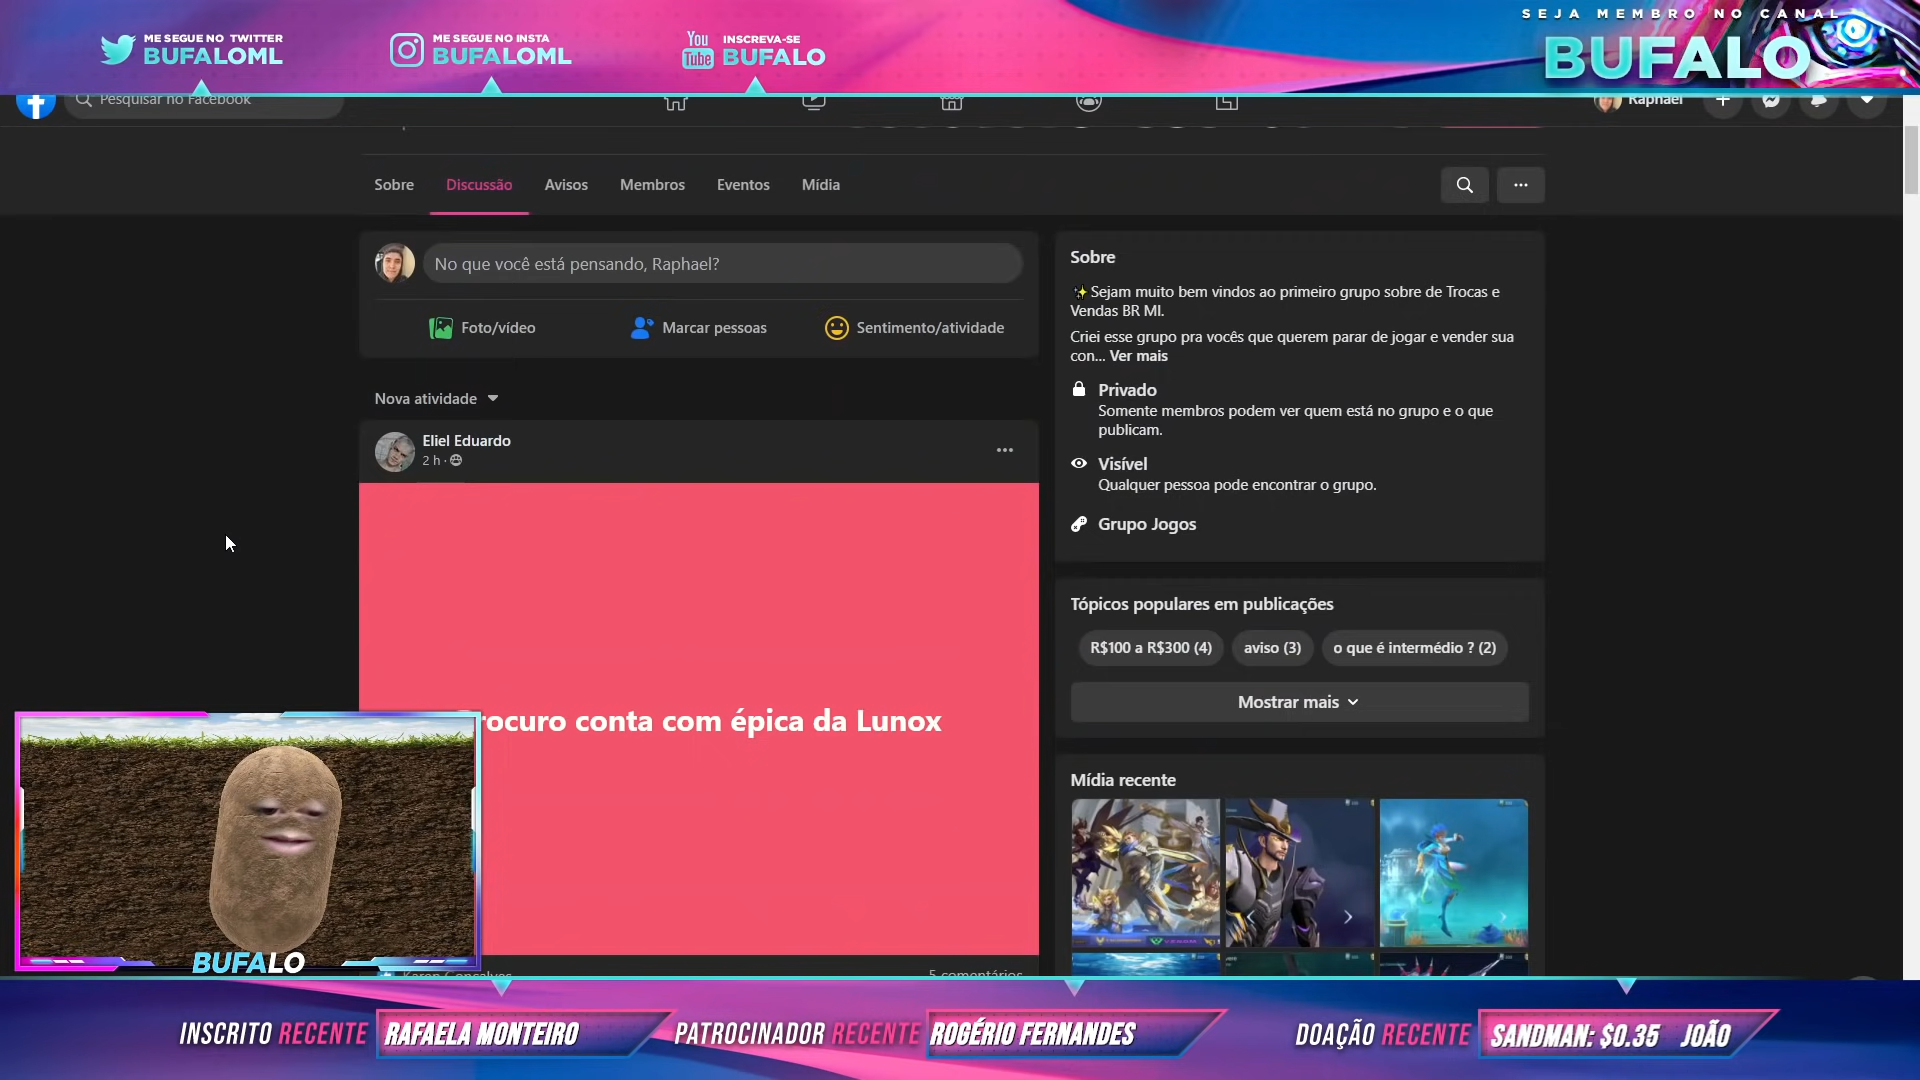 SEJA MEMBRO NO CANAL
BUFALO
ME SEGUE NO TWITTER
BUFALOML
ME SEGUE NO INSTA
BUFALOML
You
Tube
INSCREVA-SE
BUFALO
Pesquisar no Facebook
Raphael
Sobre
Discussão
Avisos
Membros
Eventos
Mídia
No que você está pensando, Raphael?
Foto/vídeo
Marcar pessoas
Sentimento/atividade
Nova atividade
Eliel Eduardo
2 h ·
rocuro conta com épica da Lunox
Karen Gonçalves
5 comentários
Sobre
✨Sejam muito bem vindos ao primeiro grupo sobre de Trocas e
Vendas BR Ml.
Criei esse grupo pra vocês que querem parar de jogar e vender sua
con... Ver mais
Privado
Somente membros podem ver quem está no grupo e o que
publicam.
Visível
Qualquer pessoa pode encontrar o grupo.
Grupo Jogos
Tópicos populares em publicações
R$100 a R$300 (4)
aviso (3)
o que é intermédio ? (2)
Mostrar mais
Mídia recente
BUFALO
INSCRITO RECENTE
RAFAELA MONTEIRO
PATROCINADOR RECENTE
ROGÉRIO FERNANDES
DOAÇÃO RECENTE
SANDMAN: $0.35 JOÃO